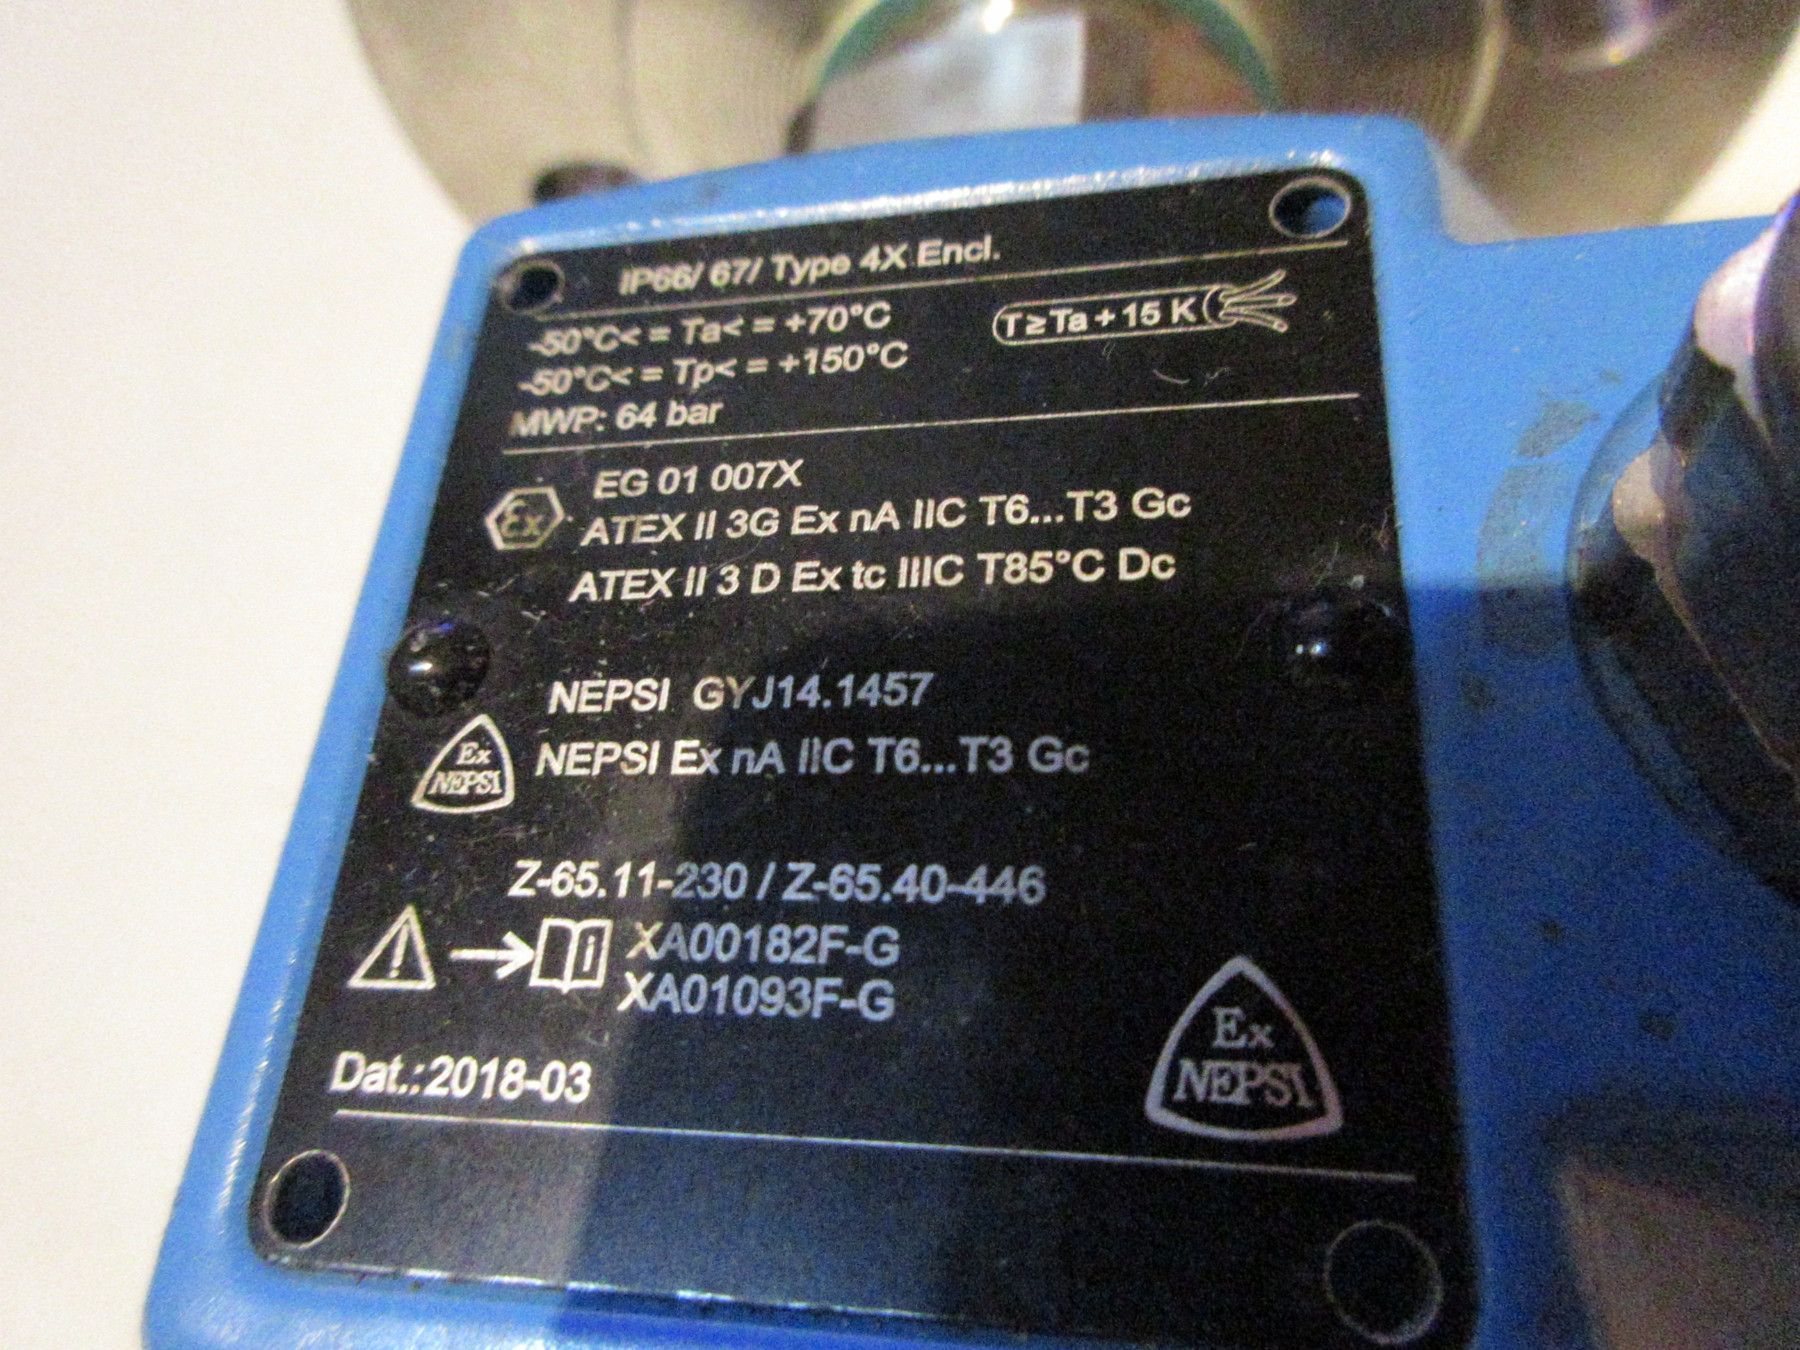 IP66/ 67/ Type 4X Encl.
-50°C< = Ta< = +70°C
T≥Ta + 15 K
-50°C< = Tp< = +150°C
MWP: 64 bar
EG 01 007X
Ex
ATEX II 3G Ex nA IIC T6...T3 Gc
ATEX II 3 D Ex tc IIIC T85°C Dc
NEPSI GYJ14.1457
Ex
NEPSI
NEPSI Ex nA IIC T6...T3 Gc
Z-65.11-230 / Z-65.40-446
i
XA00182F-G
XA01093F-G
Ex
NEPSI
Dat.:2018-03